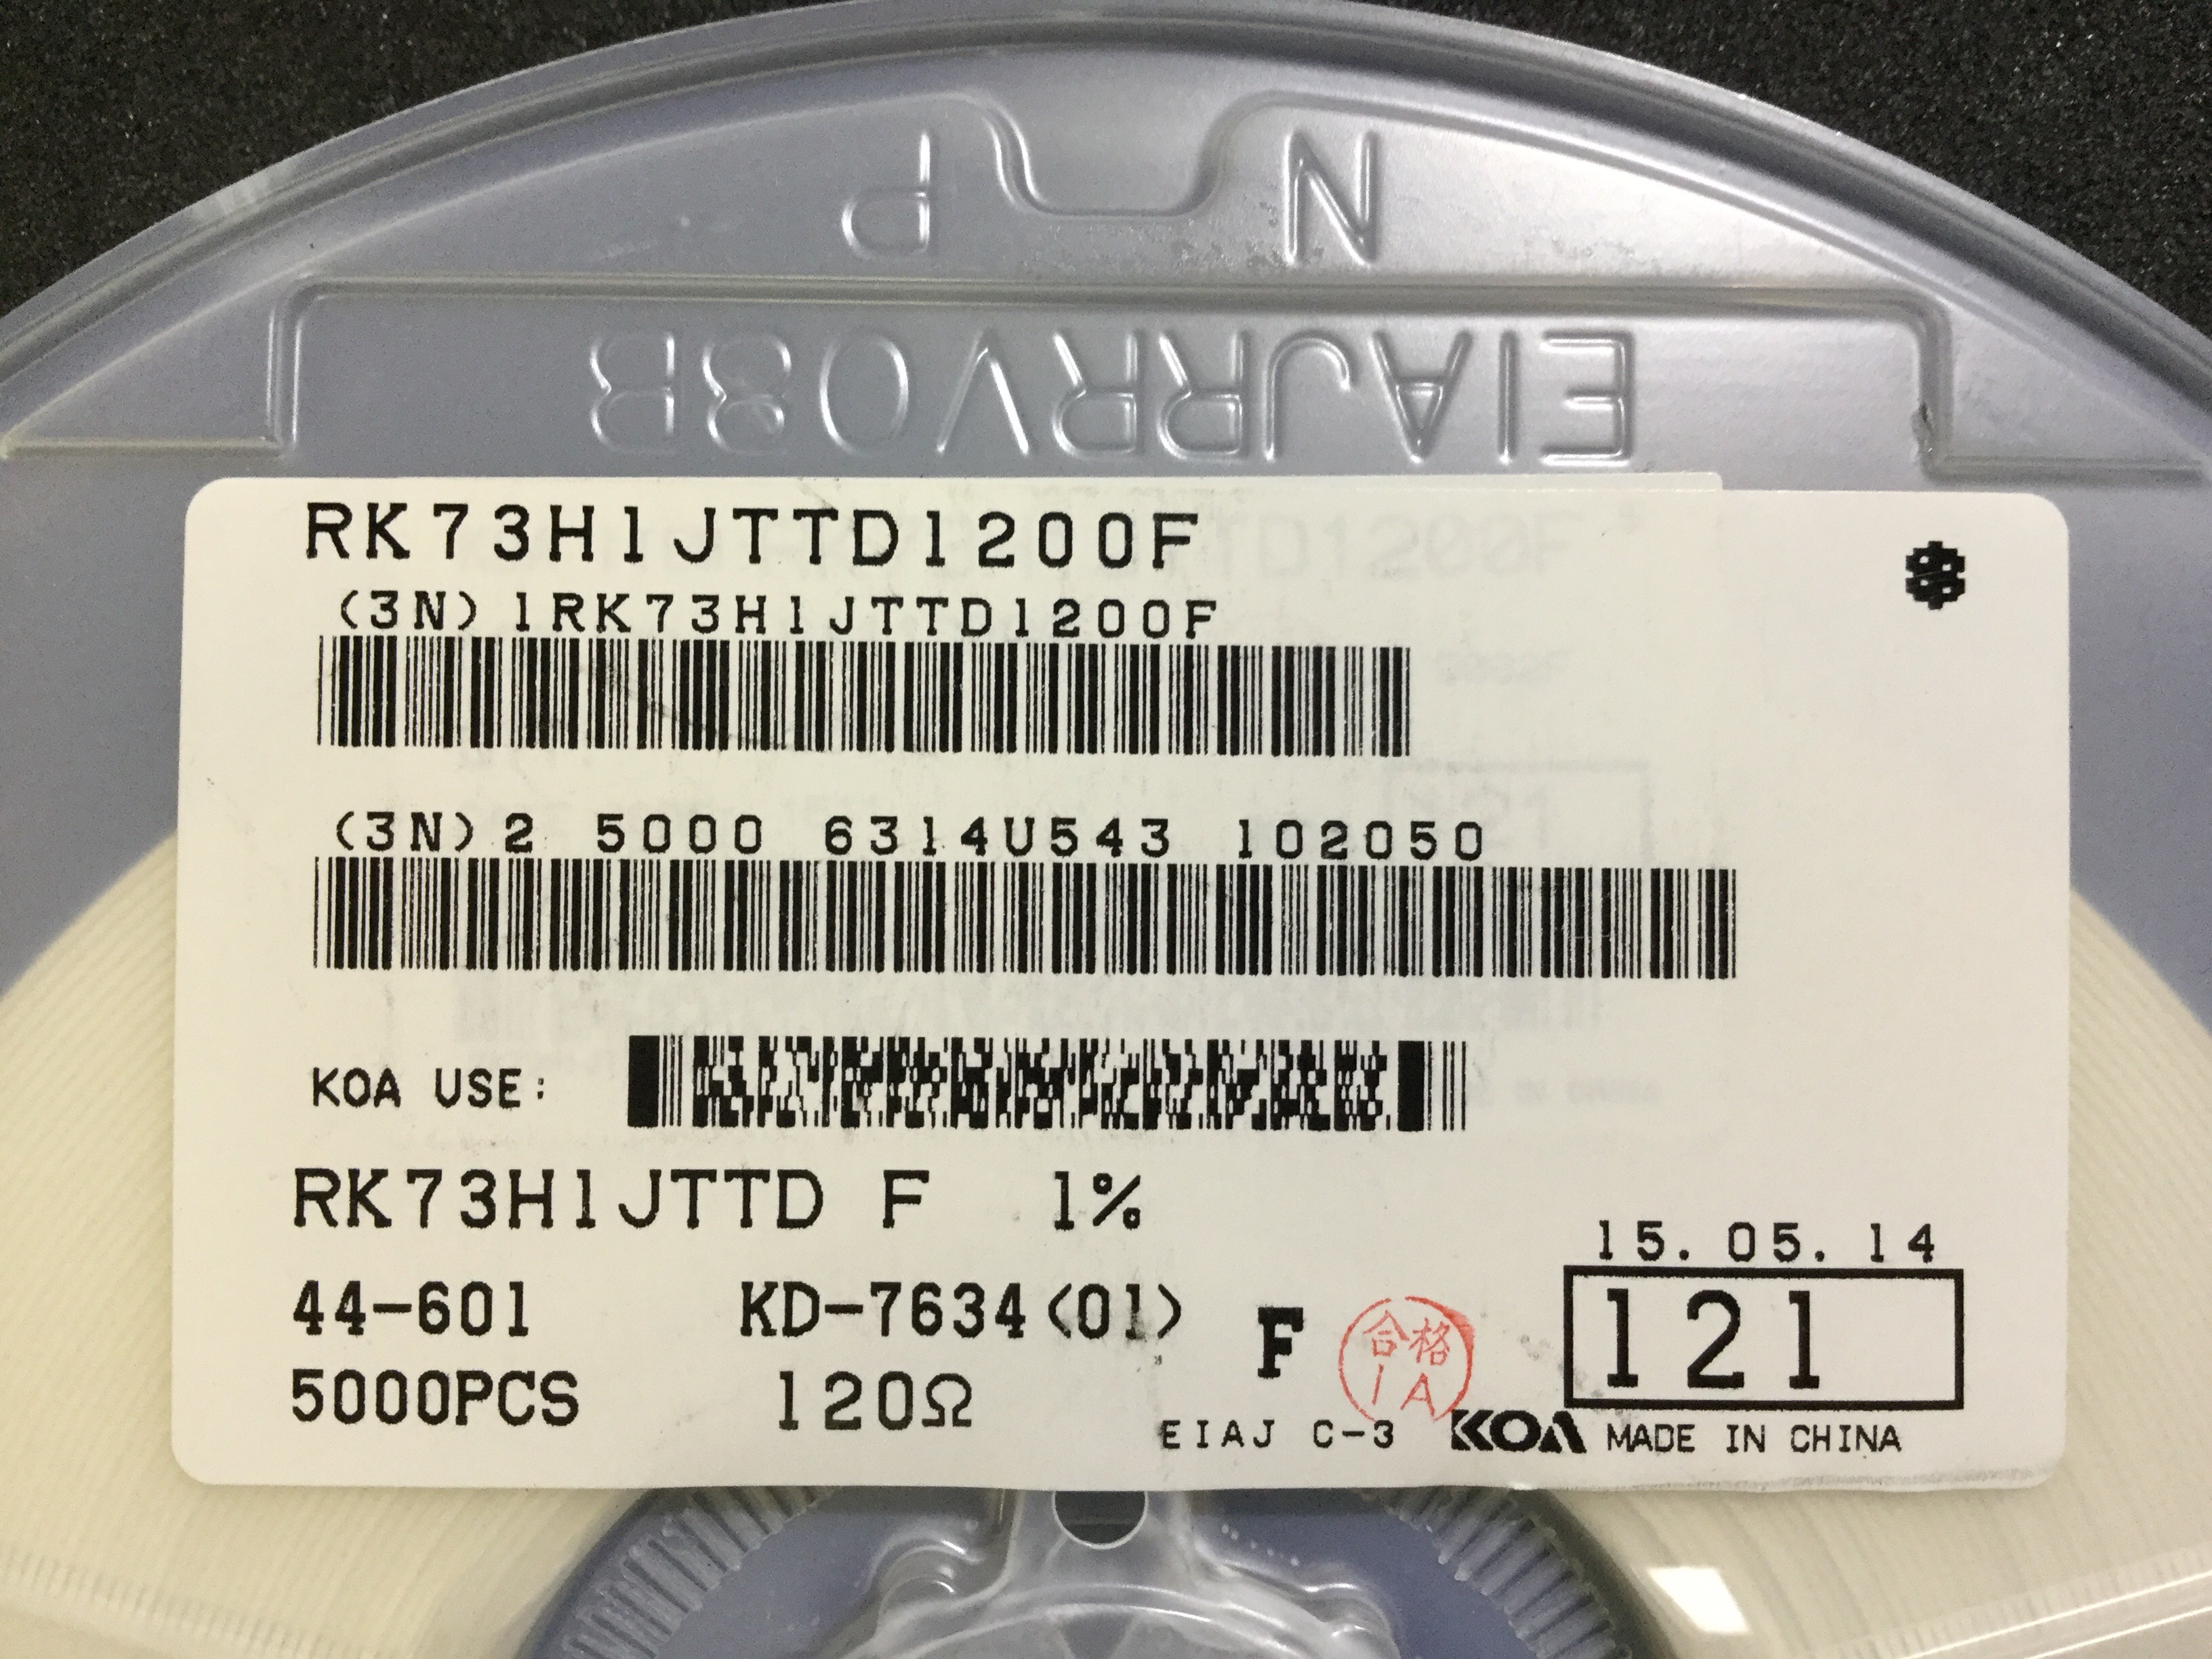 P N
EIAJRRV08B
RK73H1JTTD1200F
(3N)1RK73H1JTTD1200F
(3N)2 5000 6314U543 102050
KOA USE:
RK73H1JTTD F 1%
15.05.14
44-601 KD-7634(01) F 合格 121
1A
5000PCS 120Ω
EIAJ C-3 KOA MADE IN CHINA